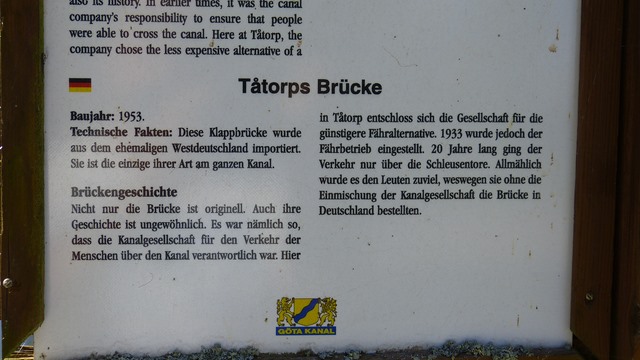 also its history. In earlier times, it was the canal
company's responsibility to ensure that people
were able to cross the canal. Here at Tåtorp, the
company chose the less expensive alternative of a
Tåtorps Brücke
Baujahr: 1953.
Technische Fakten: Diese Klappbrücke wurde
aus dem ehemaligen Westdeutschland importiert.
Sie ist die einzige ihrer Art am ganzen Kanal.
Brückengeschichte
Nicht nur die Brücke ist originell. Auch ihre
Geschichte ist ungewöhnlich. Es war nämlich so,
dass die Kanalgesellschaft für den Verkehr der
Menschen über den Kanal verantwortlich war. Hier
in Tåtorp entschloss sich die Gesellschaft für die
günstigere Fähralternative. 1933 wurde jedoch der
Fährbetrieb eingestellt. 20 Jahre lang ging der
Verkehr nur über die Schleusentore. Allmählich
wurde es den Leuten zuviel, weswegen sie ohne die
Einmischung der Kanalgesellschaft die Brücke in
Deutschland bestellten.
GÖTA KANAL